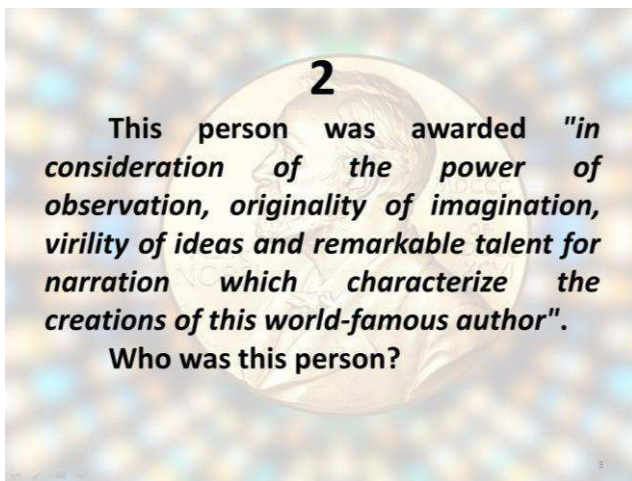 2
This person was awarded "in
consideration of the power of
observation, originality of imagination,
virility of ideas and remarkable talent for
narration which characterize the
creations of this world-famous author".
Who was this person?
3